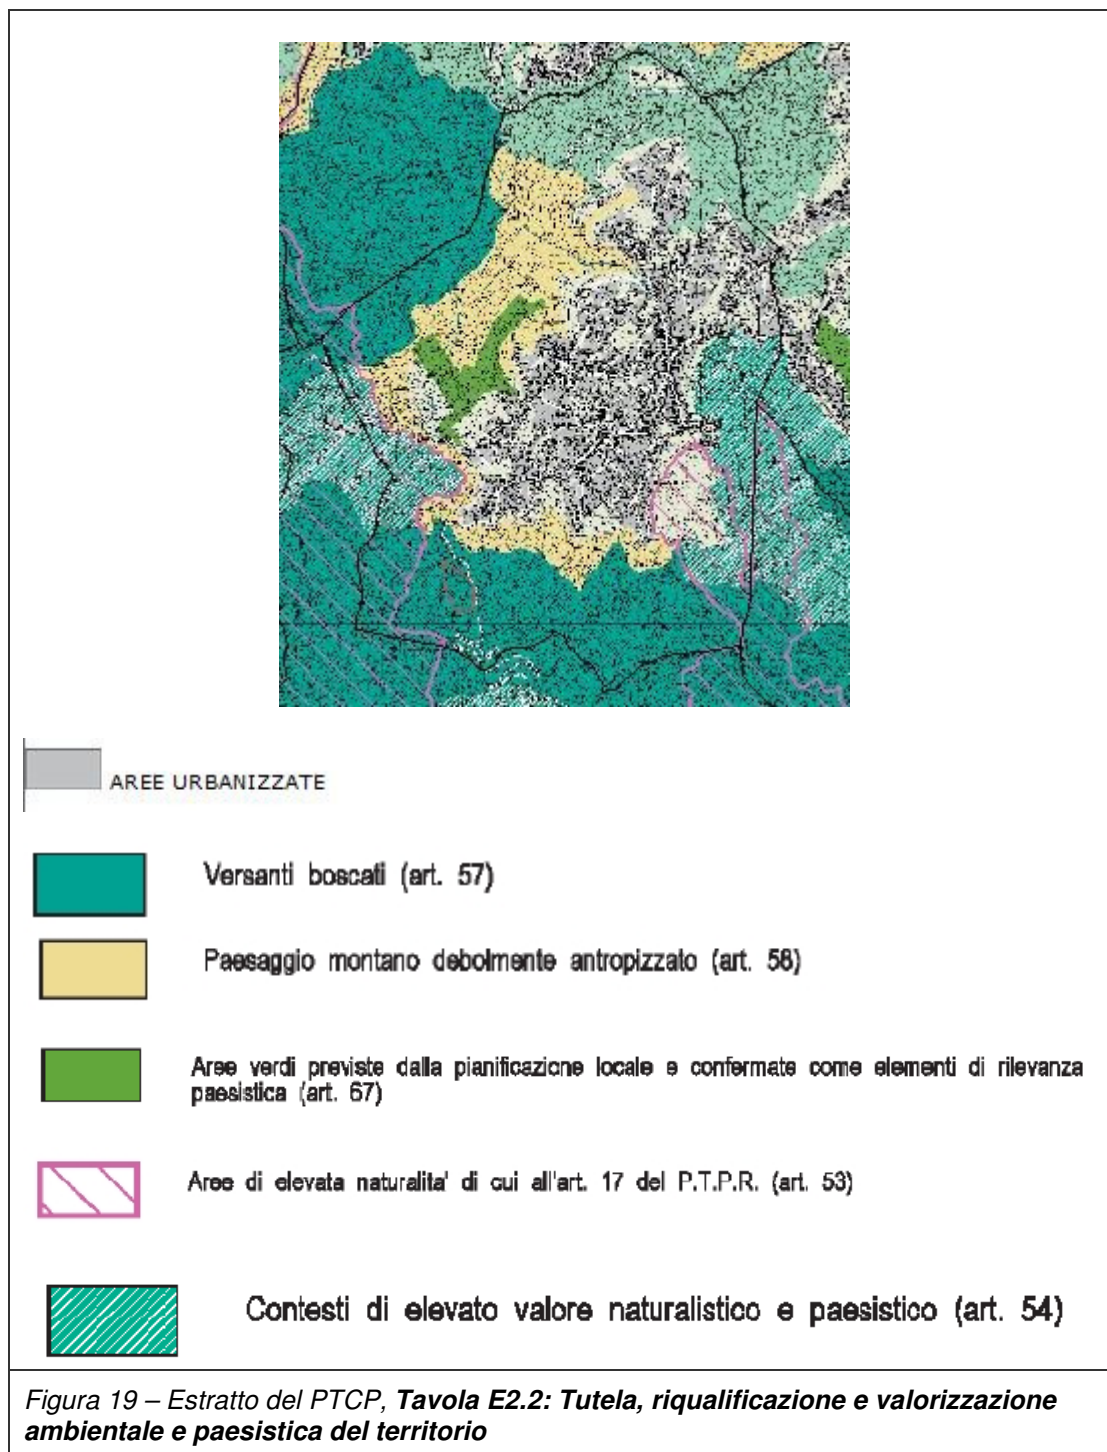 AREE URBANIZZATE
Versanti boscati (art. 57)
Paesaggio montano debolmente antropizzato (art. 58)
Aree verdi previste dalla pianificazione locale e confermate come elementi di rilevanza
paesistica (art. 67)
Aree di elevata naturalita' di cui all'art. 17 del P.T.P.R. (art. 53)
Contesti di elevato valore naturalistico e paesistico (art. 54)
Figura 19 – Estratto del PTCP, Tavola E2.2: Tutela, riqualificazione e valorizzazione
ambientale e paesistica del territorio